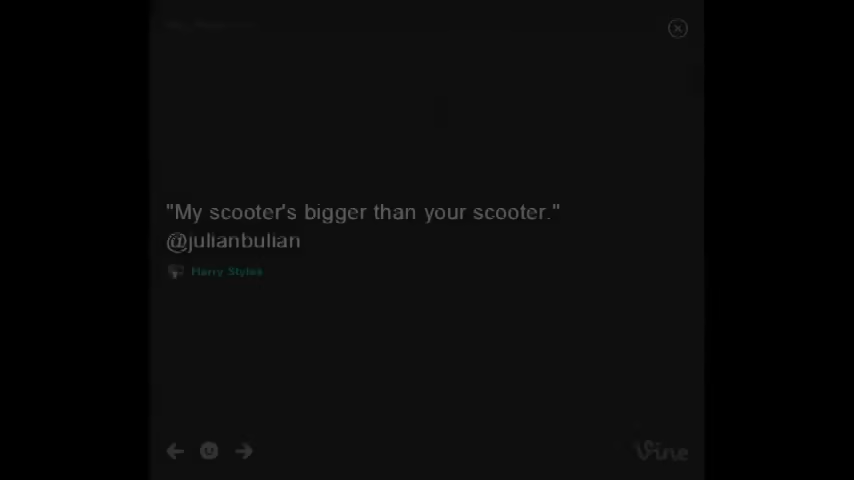 "My scooter's bigger than your scooter."
@julianbulian
Harry Styles
Vine